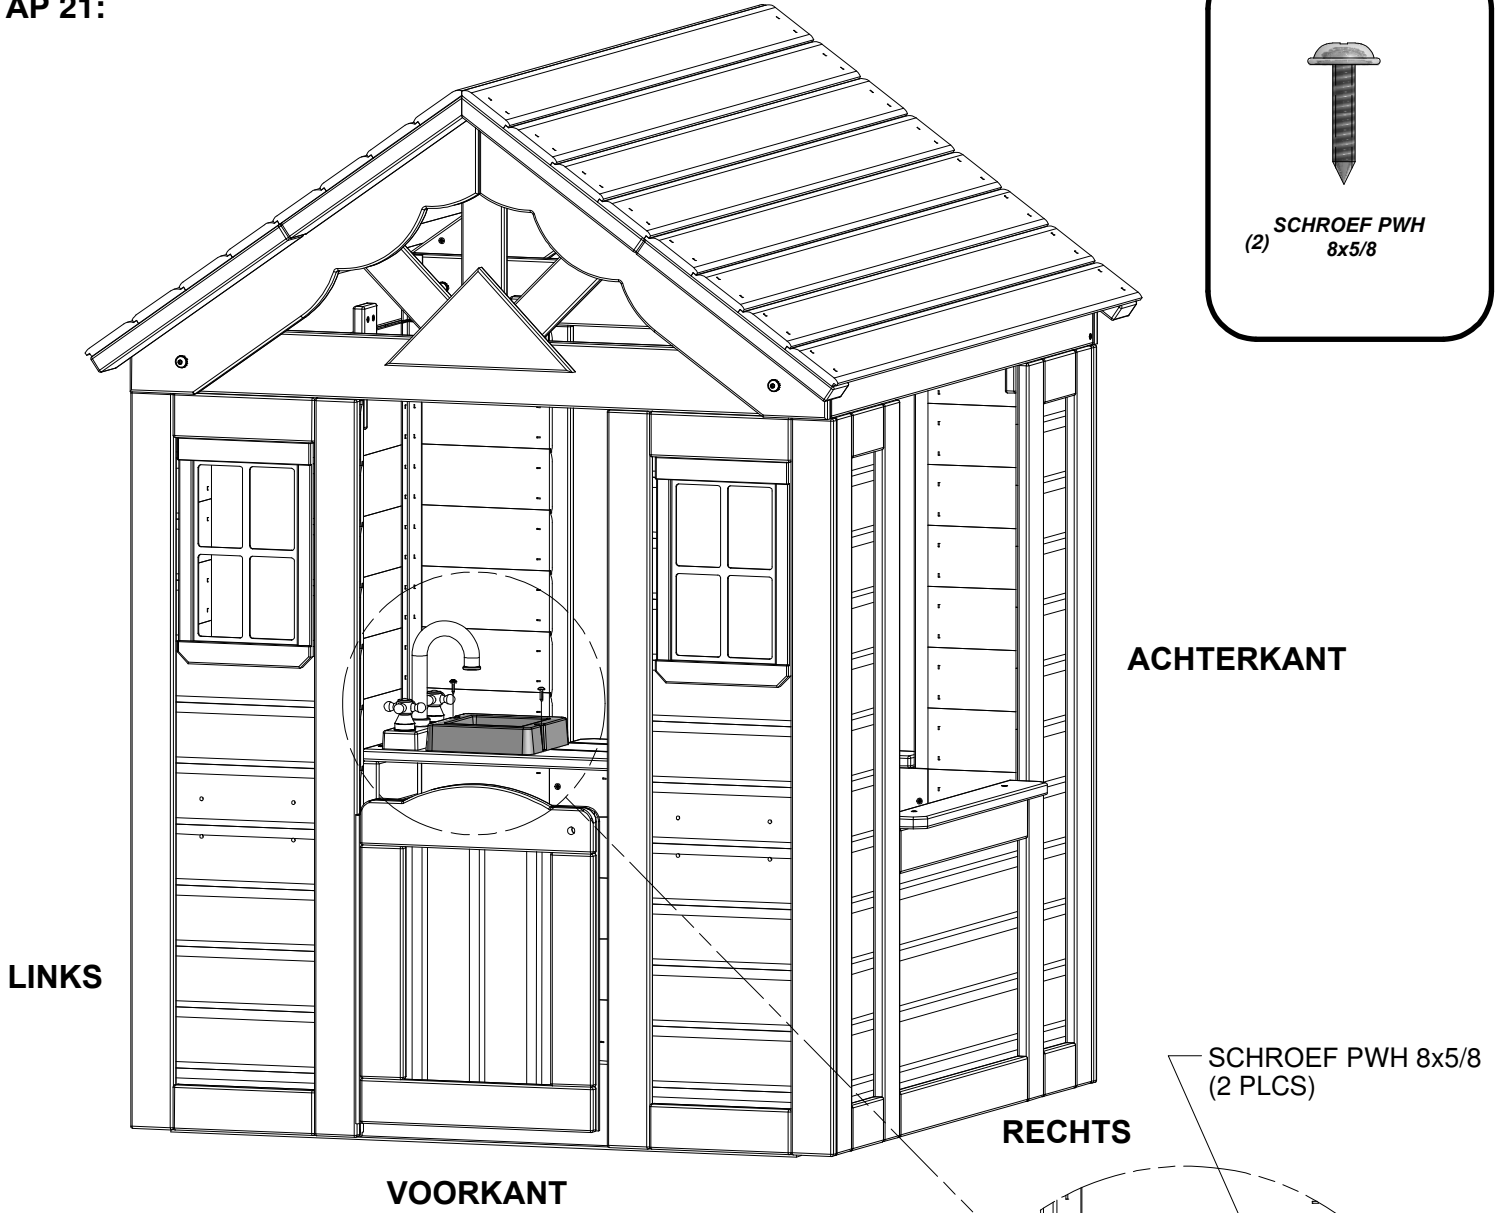 AP 21:
(2) SCHROEF PWH
8x5/8
ACHTERKANT
LINKS
SCHROEF PWH 8x5/8
(2 PLCS)
RECHTS
VOORKANT